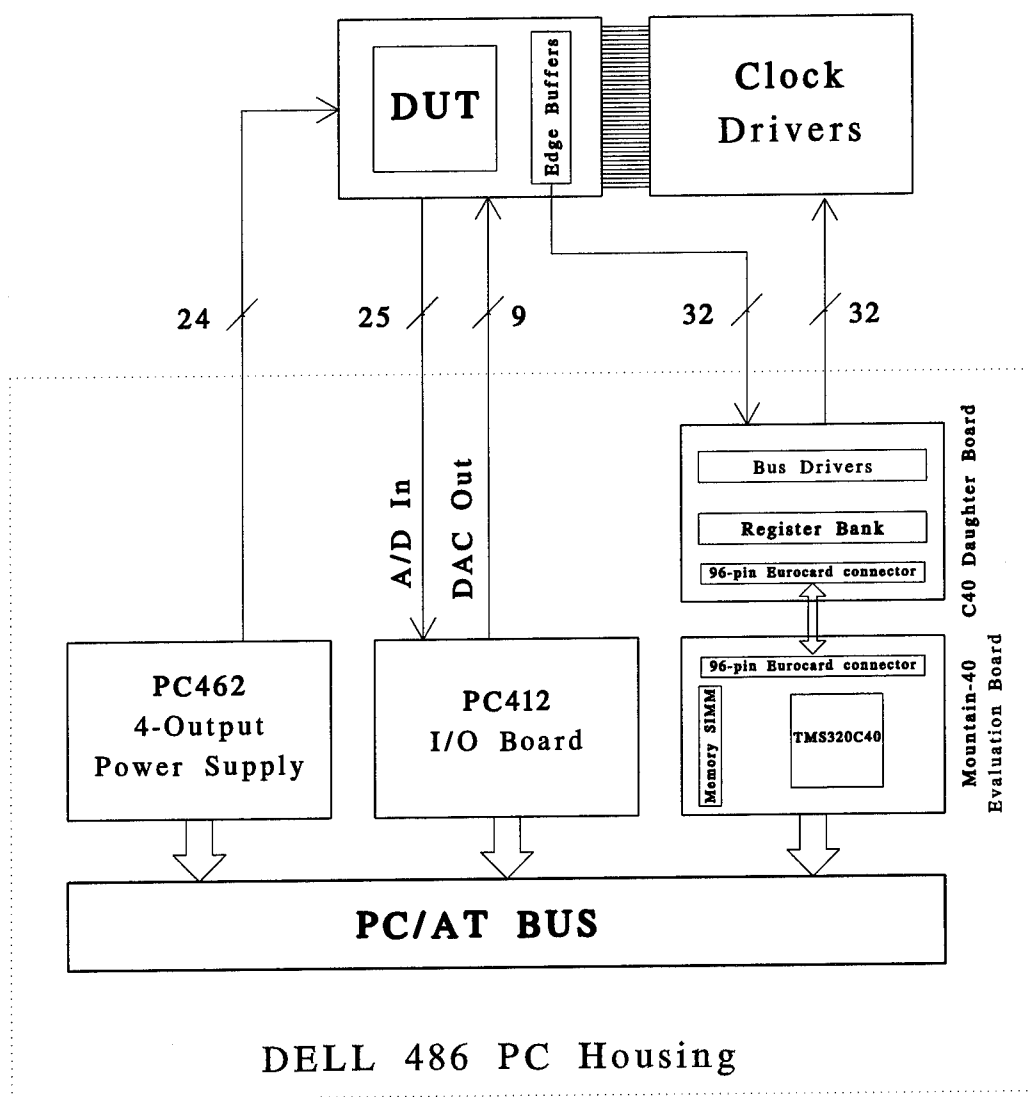 DUT
Edge Buffers
Clock
Drivers
24
25
9
32
32
A/D In
DAC Out
Bus Drivers
Register Bank
96-pin Eurocard connector
C40 Daughter Board
PC462
4-Output
Power Supply
PC412
I/O Board
96-pin Eurocard connector
Memory SIMM
TMS320C40
Mountain-40
Evaluation Board
PC/AT BUS
DELL 486 PC Housing